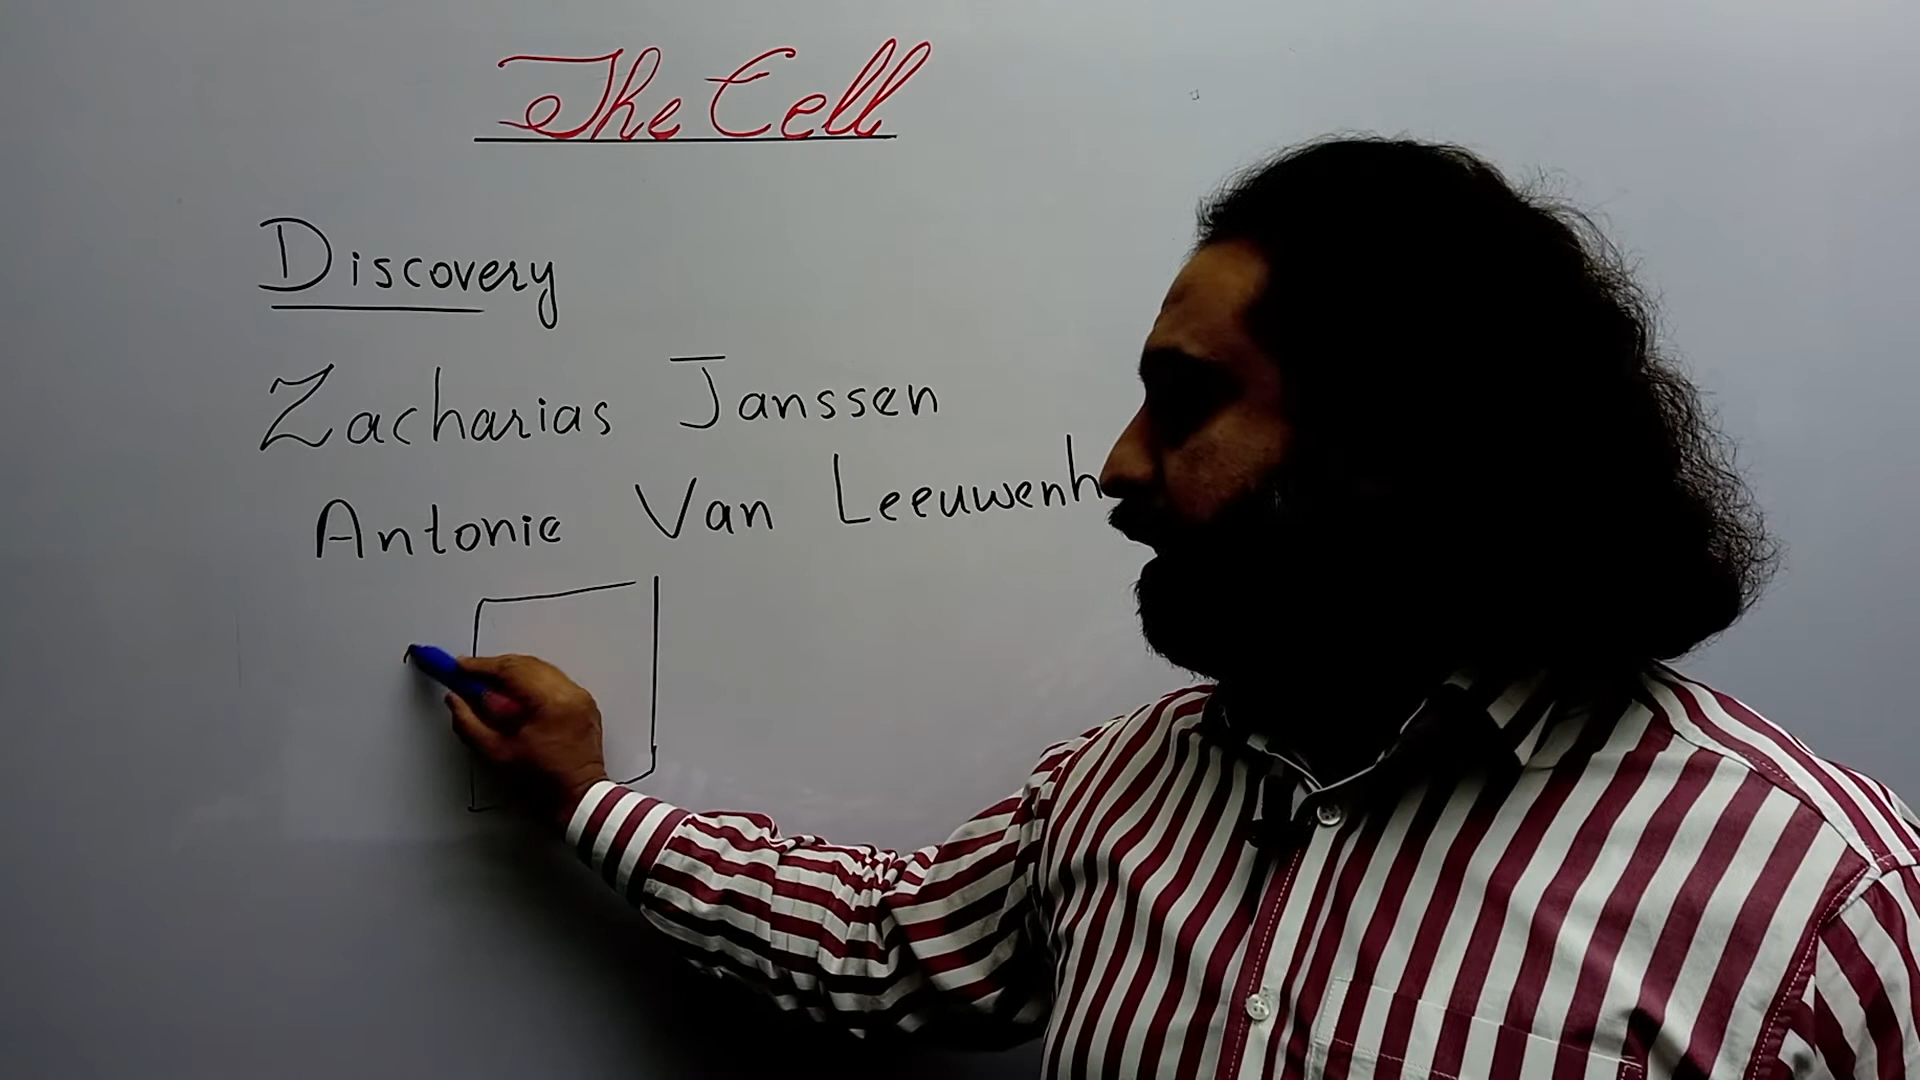 The Cell
Discovery
Zacharias Janssen
Antonie Van Leeuwenh